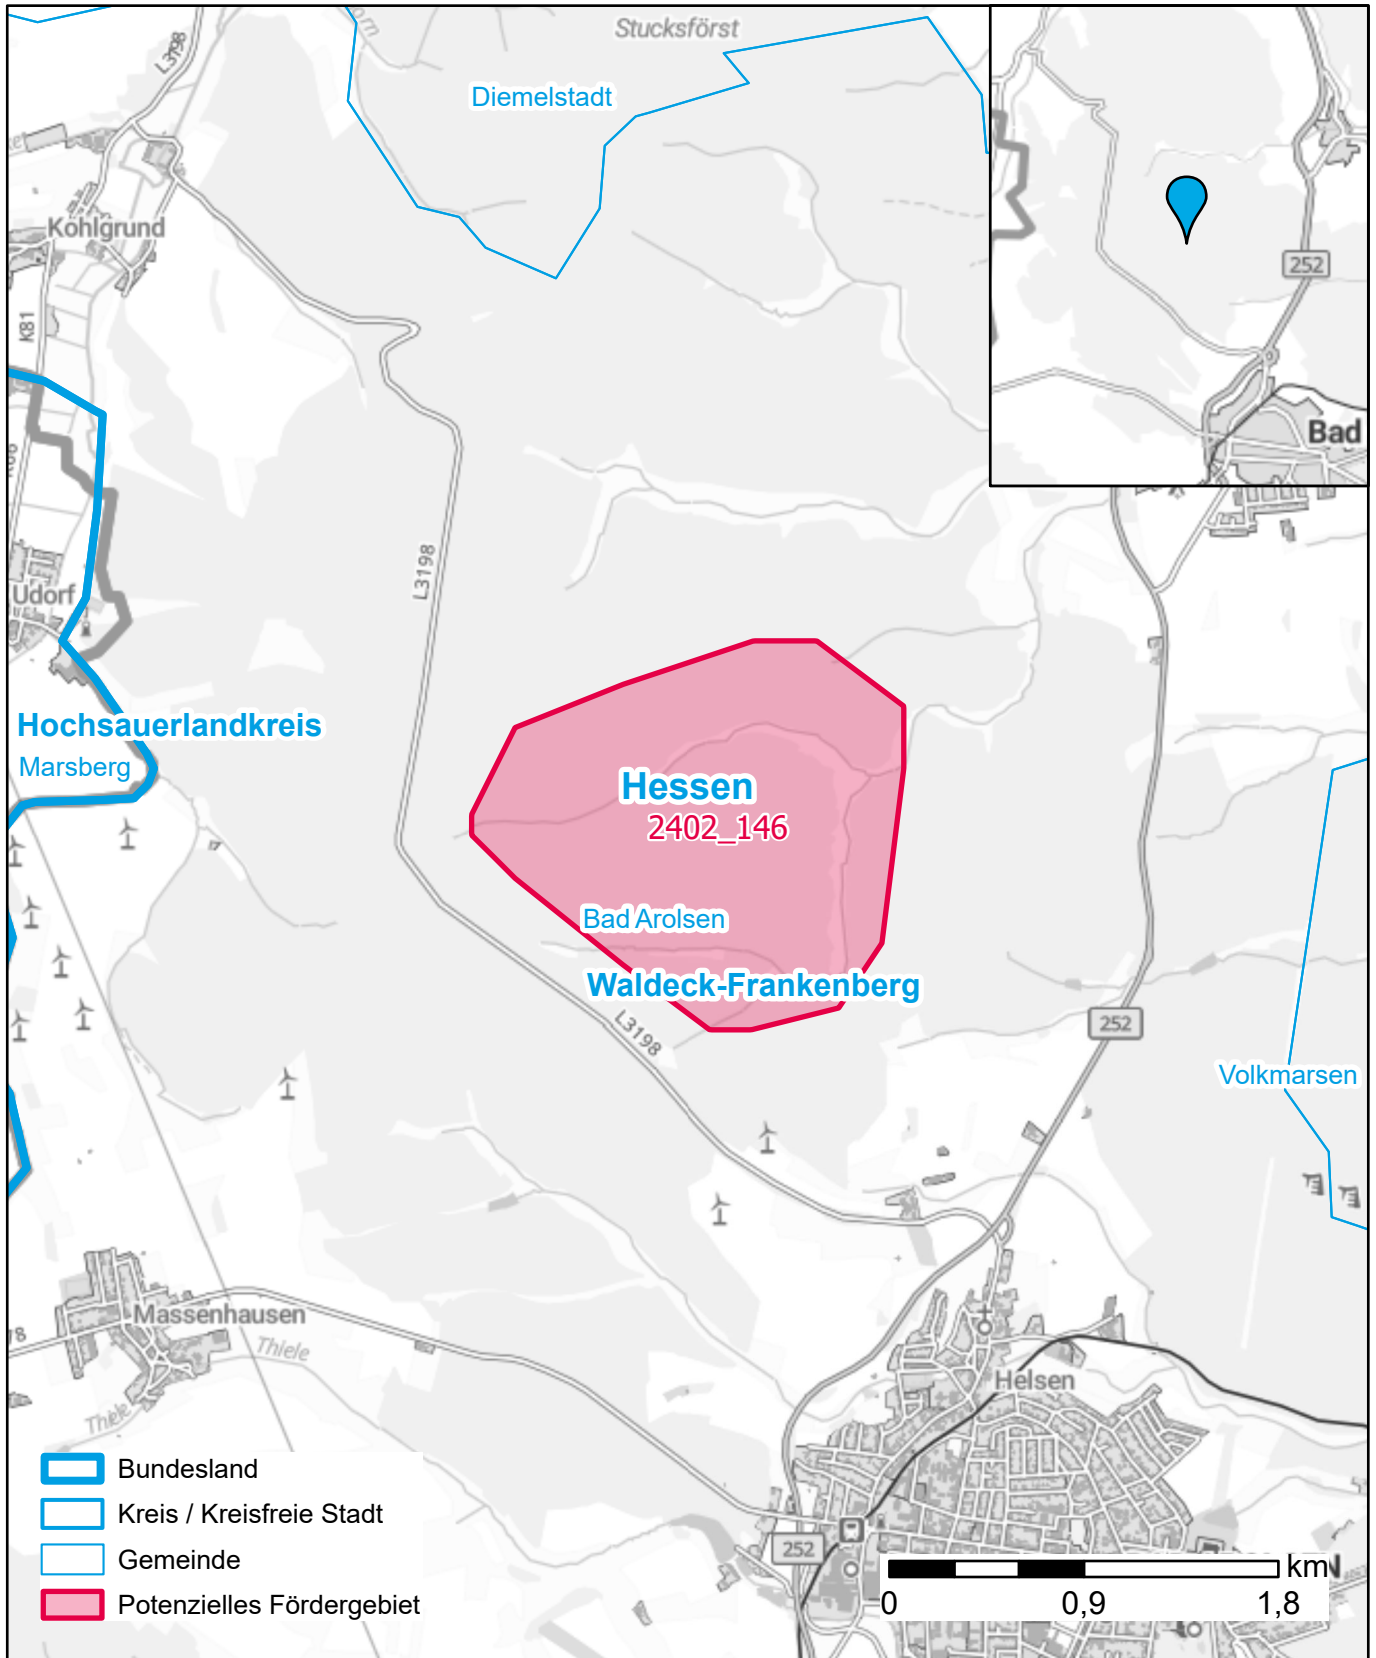 Stucksförst
L3198
Diemelstadt
Kohlgrund
252
K81
Bad
L3198
Udorf
Hochsauerlandkreis
Marsberg
Hessen
2402_146
Bad Arolsen
Waldeck-Frankenberg
L3198
252
Volkmarsen
Massenhausen
Thiele
Helsen
Thiele
Bundesland
Kreis / Kreisfreie Stadt
Gemeinde
252
km
Potenzielles Fördergebiet
0 0,9 1,8